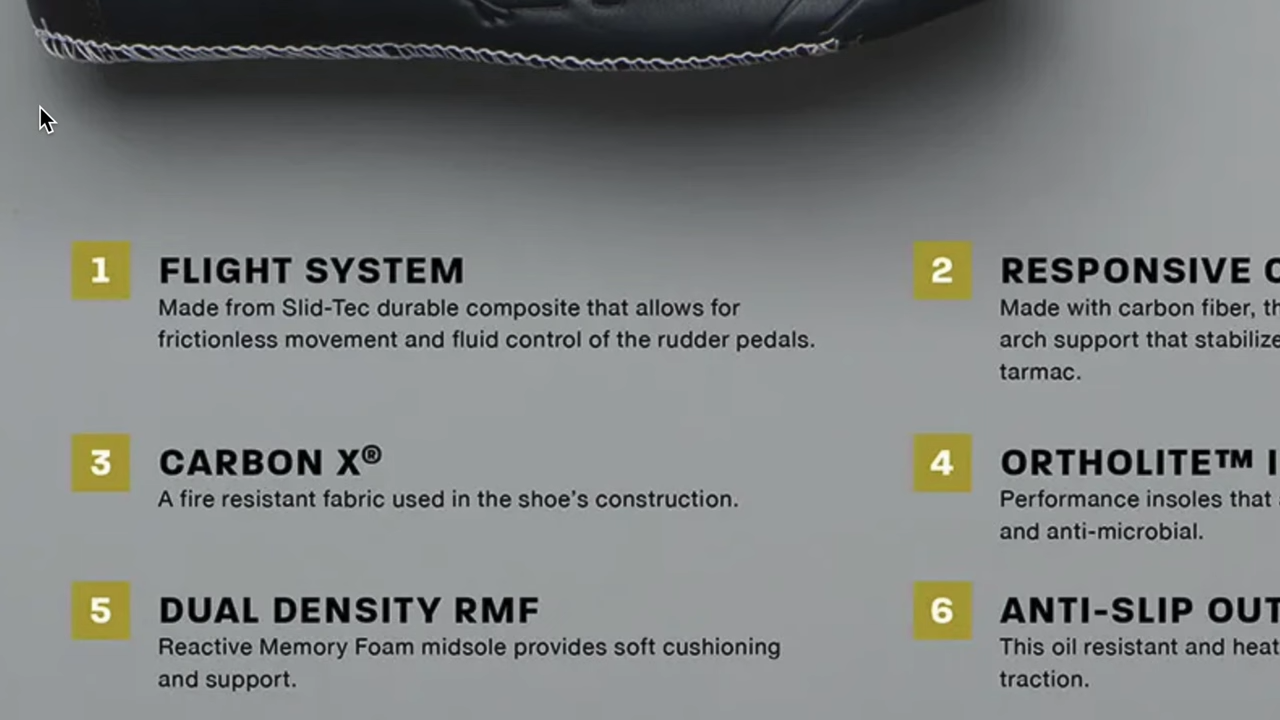 1 FLIGHT SYSTEM
Made from Slid-Tec durable composite that allows for
frictionless movement and fluid control of the rudder pedals.
2 RESPONSIVE
Made with carbon fiber,
arch support that
tarmac.
3 CARBON X®
A fire resistant fabric used in the shoe's construction.
4 ORTHOLITE™
Performance insoles that
and anti-microbial.
5 DUAL DENSITY RMF
Reactive Memory Foam midsole provides soft cushioning
and support.
6 ANTI-SLIP
This oil resistant and heat
traction.